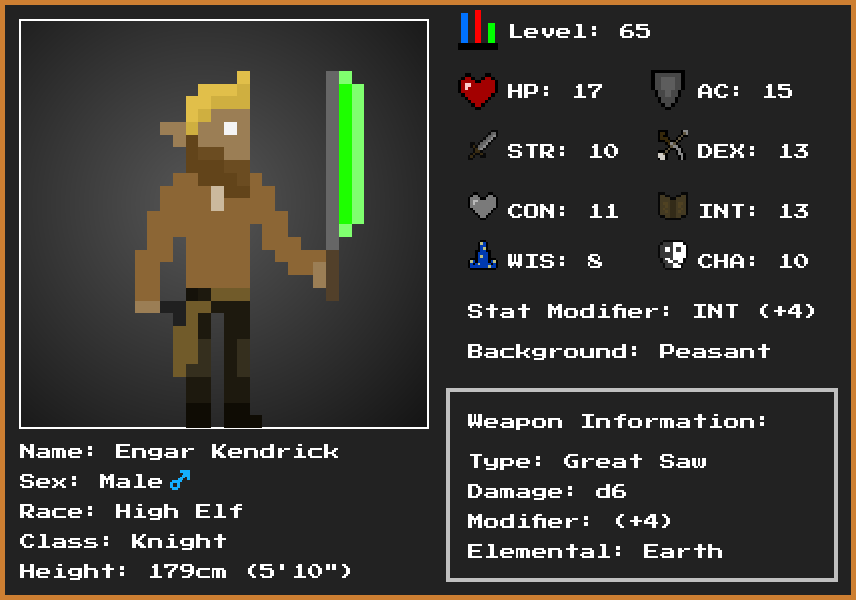 Level: 65
HP: 17 AC: 15
STR: 10 DEX: 13
CON: 11 INT: 13
WIS: 8 CHA: 10
Stat Modifier: INT (+4)
Background: Peasant
Weapon Information:
Type: Great Saw
Damage: d6
Modifier: (+4)
Elemental: Earth
Name: Engar Kendrick
Sex: Male♂
Race: High Elf
Class: Knight
Height: 179cm (5'10")